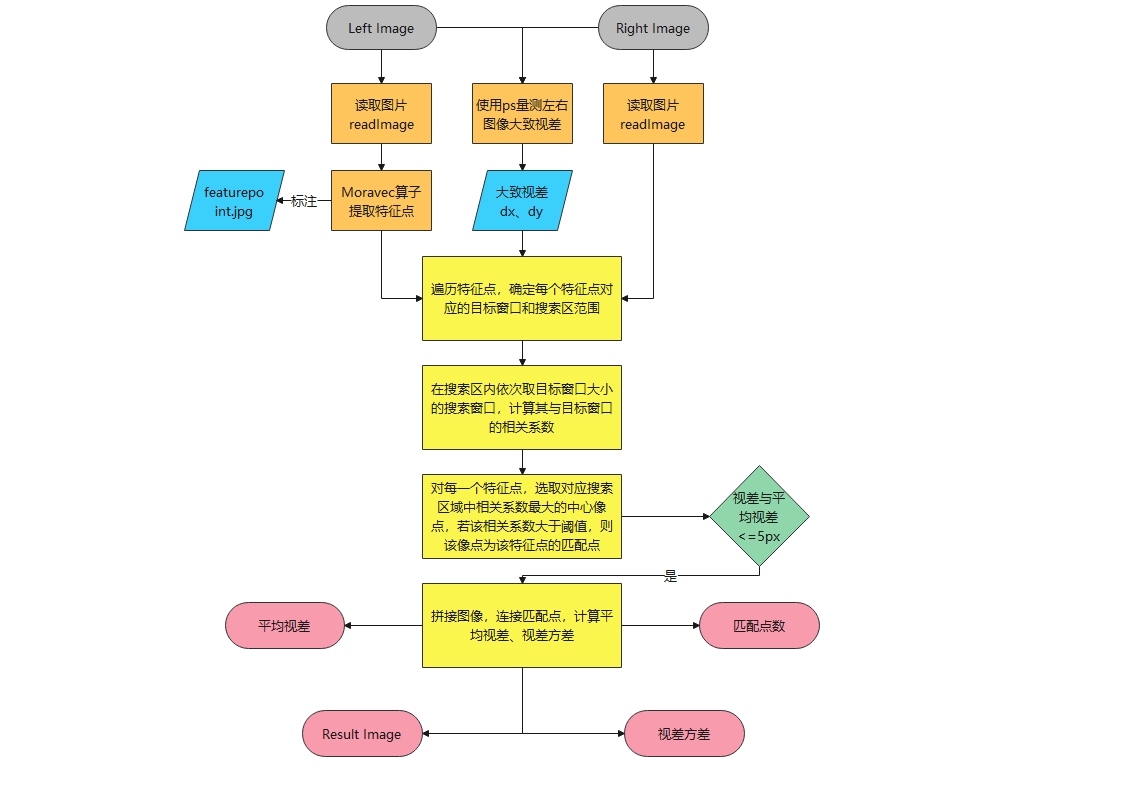 Left Image
Right Image
读取图片
readImage
使用ps量测左右
图像大致视差
读取图片
readImage
featurepo
int.jpg
标注
Moravec算子
提取特征点
大致视差
dx、dy
遍历特征点，确定每个特征点对
应的目标窗口和搜索区范围
在搜索区内依次取目标窗口大小
的搜索窗口，计算其与目标窗口
的相关系数
对每一个特征点，选取对应搜索
区域中相关系数最大的中心像
点，若该相关系数大于阈值，则
该像点为该特征点的匹配点
视差与平
均视差
<=5px
是
平均视差
拼接图像，连接匹配点，计算平
均视差、视差方差
匹配点数
Result Image
视差方差